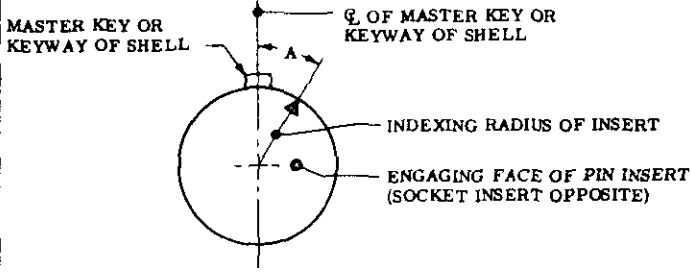 MASTER KEY OR
KEYWAY OF SHELL
℄ OF MASTER KEY OR
KEYWAY OF SHELL
A
INDEXING RADIUS OF INSERT
ENGAGING FACE OF PIN INSERT
(SOCKET INSERT OPPOSITE)